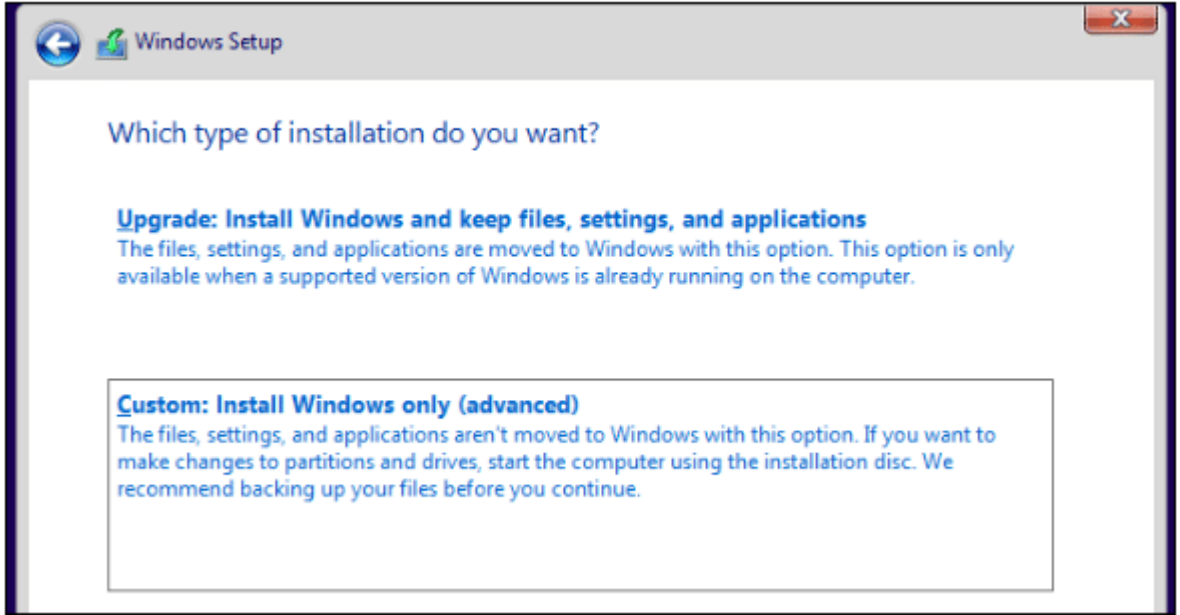 Windows Setup
Which type of installation do you want?
Upgrade: Install Windows and keep files, settings, and applications
The files, settings, and applications are moved to Windows with this option. This option is only
available when a supported version of Windows is already running on the computer.
Custom: Install Windows only (advanced)
The files, settings, and applications aren't moved to Windows with this option. If you want to
make changes to partitions and drives, start the computer using the installation disc. We
recommend backing up your files before you continue.